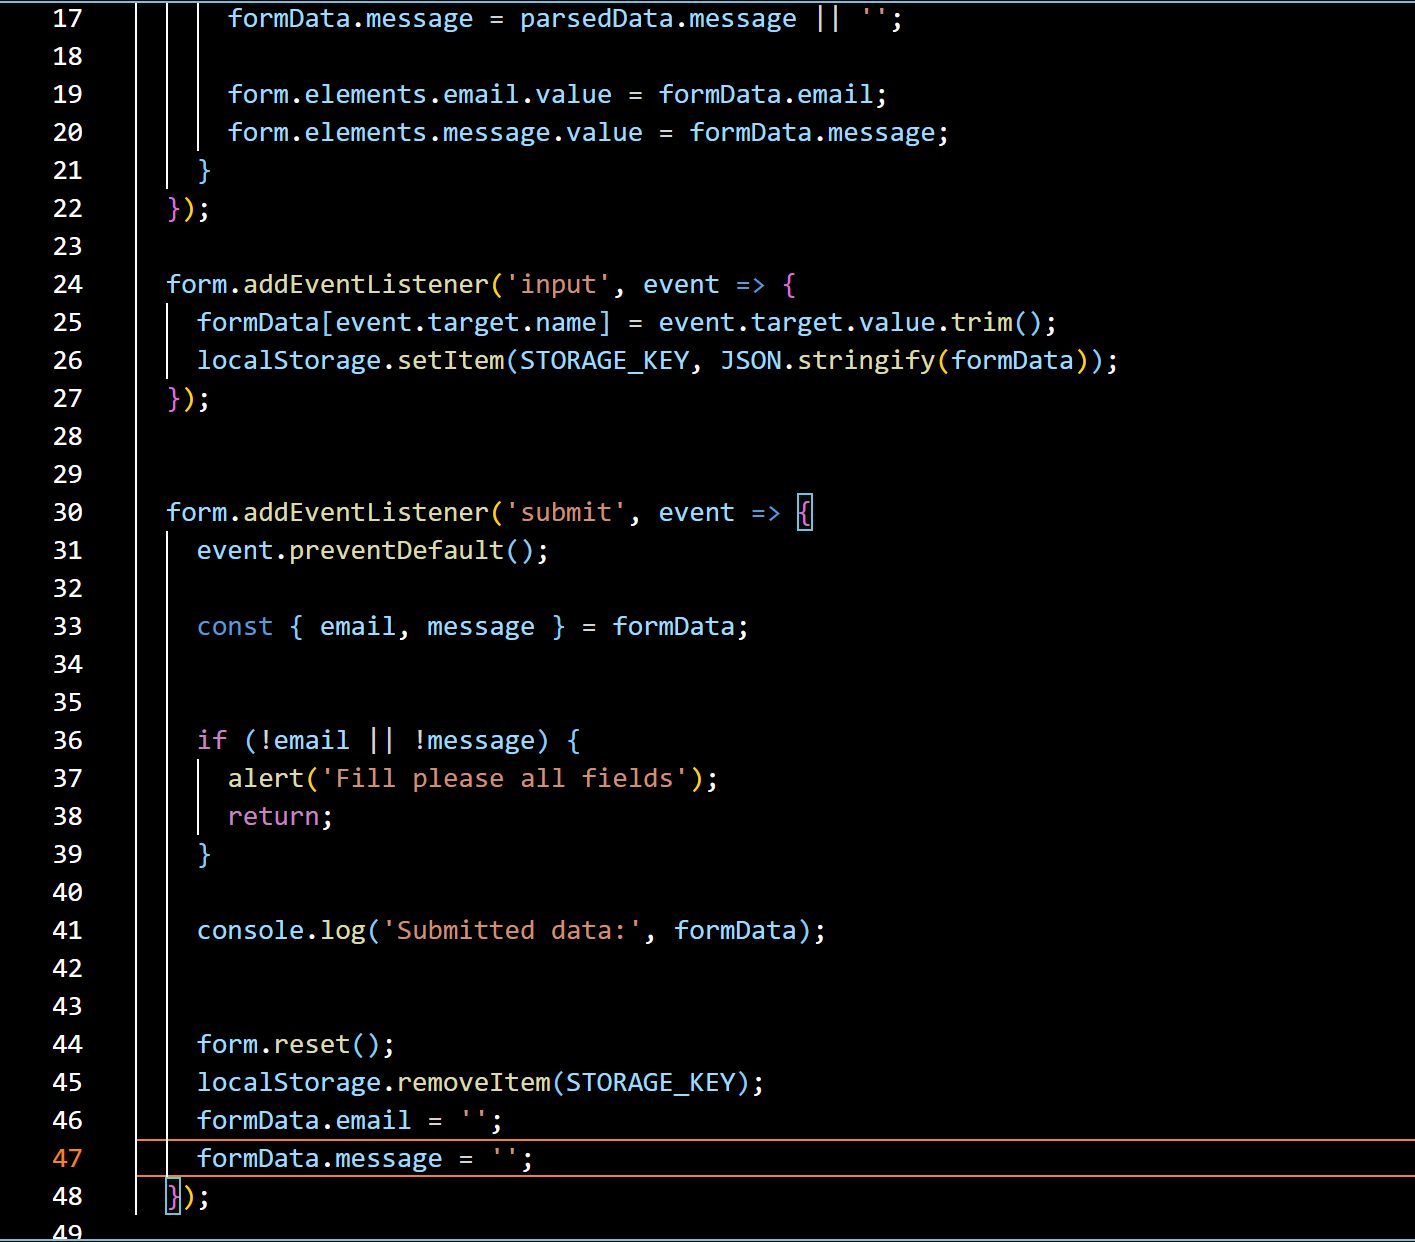 17 formData.message = parsedData.message || '';
18
19 form.elements.email.value = formData.email;
20 form.elements.message.value = formData.message;
21 }
22 });
23
24 form.addEventListener('input', event => {
25 formData[event.target.name] = event.target.value.trim();
26 localStorage.setItem(STORAGE_KEY, JSON.stringify(formData));
27 });
28
29
30 form.addEventListener('submit', event => {
31 event.preventDefault();
32
33 const { email, message } = formData;
34
35
36 if (!email || !message) {
37 alert('Fill please all fields');
38 return;
39 }
40
41 console.log('Submitted data:', formData);
42
43
44 form.reset();
45 localStorage.removeItem(STORAGE_KEY);
46 formData.email = '';
47 formData.message = '';
48 });
49